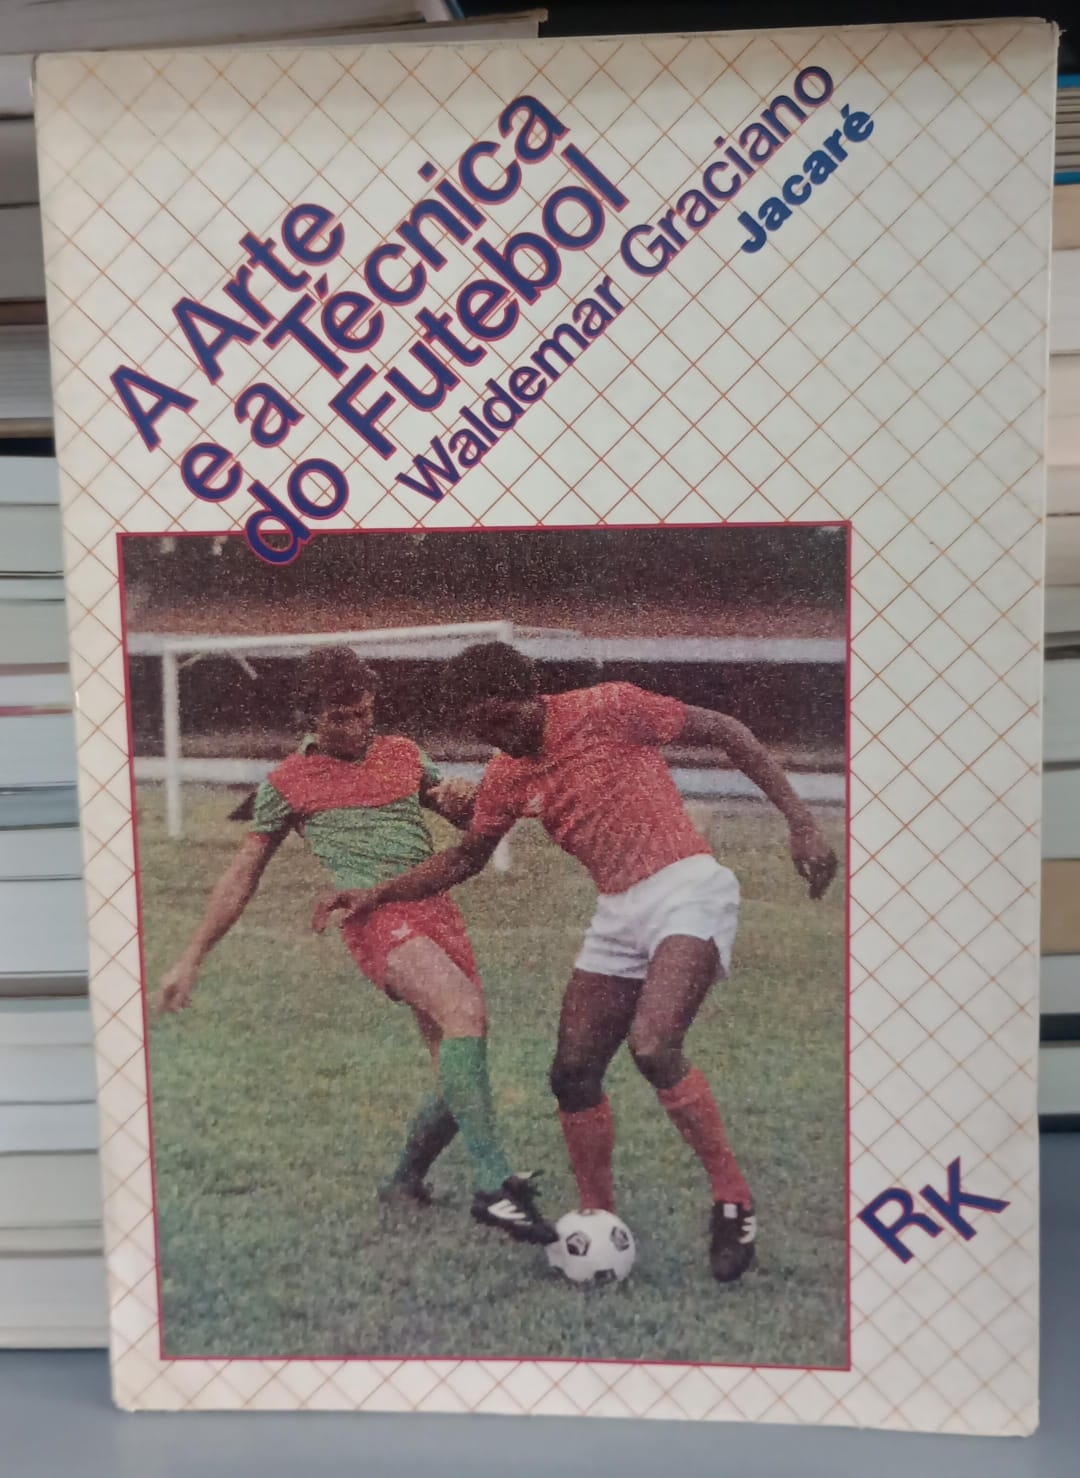 A Arte
e a Técnica
do Futebol
Waldemar Graciano
Jacaré
RK